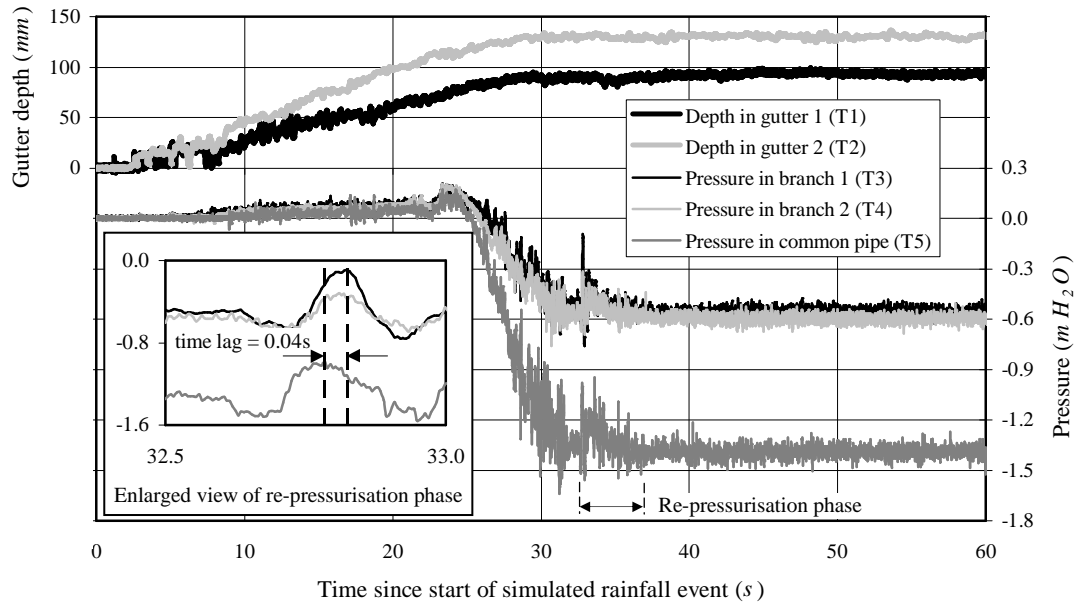 Gutter depth (mm)
150
100
50
0
Depth in gutter 1 (T1)
Depth in gutter 2 (T2)
Pressure in branch 1 (T3)
Pressure in branch 2 (T4)
Pressure in common pipe (T5)
0.3
0.0
-0.3
-0.6
-0.9
-1.2
-1.5
-1.8
Pressure (m H₂O)
0.0
-0.8
-1.6
time lag = 0.04s
32.5
33.0
Enlarged view of re-pressurisation phase
Re-pressurisation phase
0
10
20
30
40
50
60
Time since start of simulated rainfall event (s)